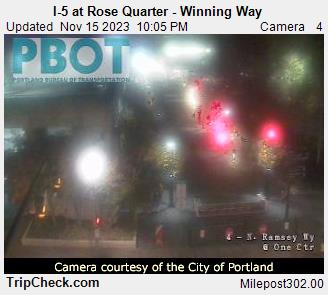 I-5 at Rose Quarter - Winning Way
Updated Nov 15 2023 10:05 PM Camera 4
PBOT
PORTLAND BUREAU OF TRANSPORTATION
4 - N. Ramsey Wy
@ One Ctr
Camera courtesy of the City of Portland
TripCheck.com Milepost302.00